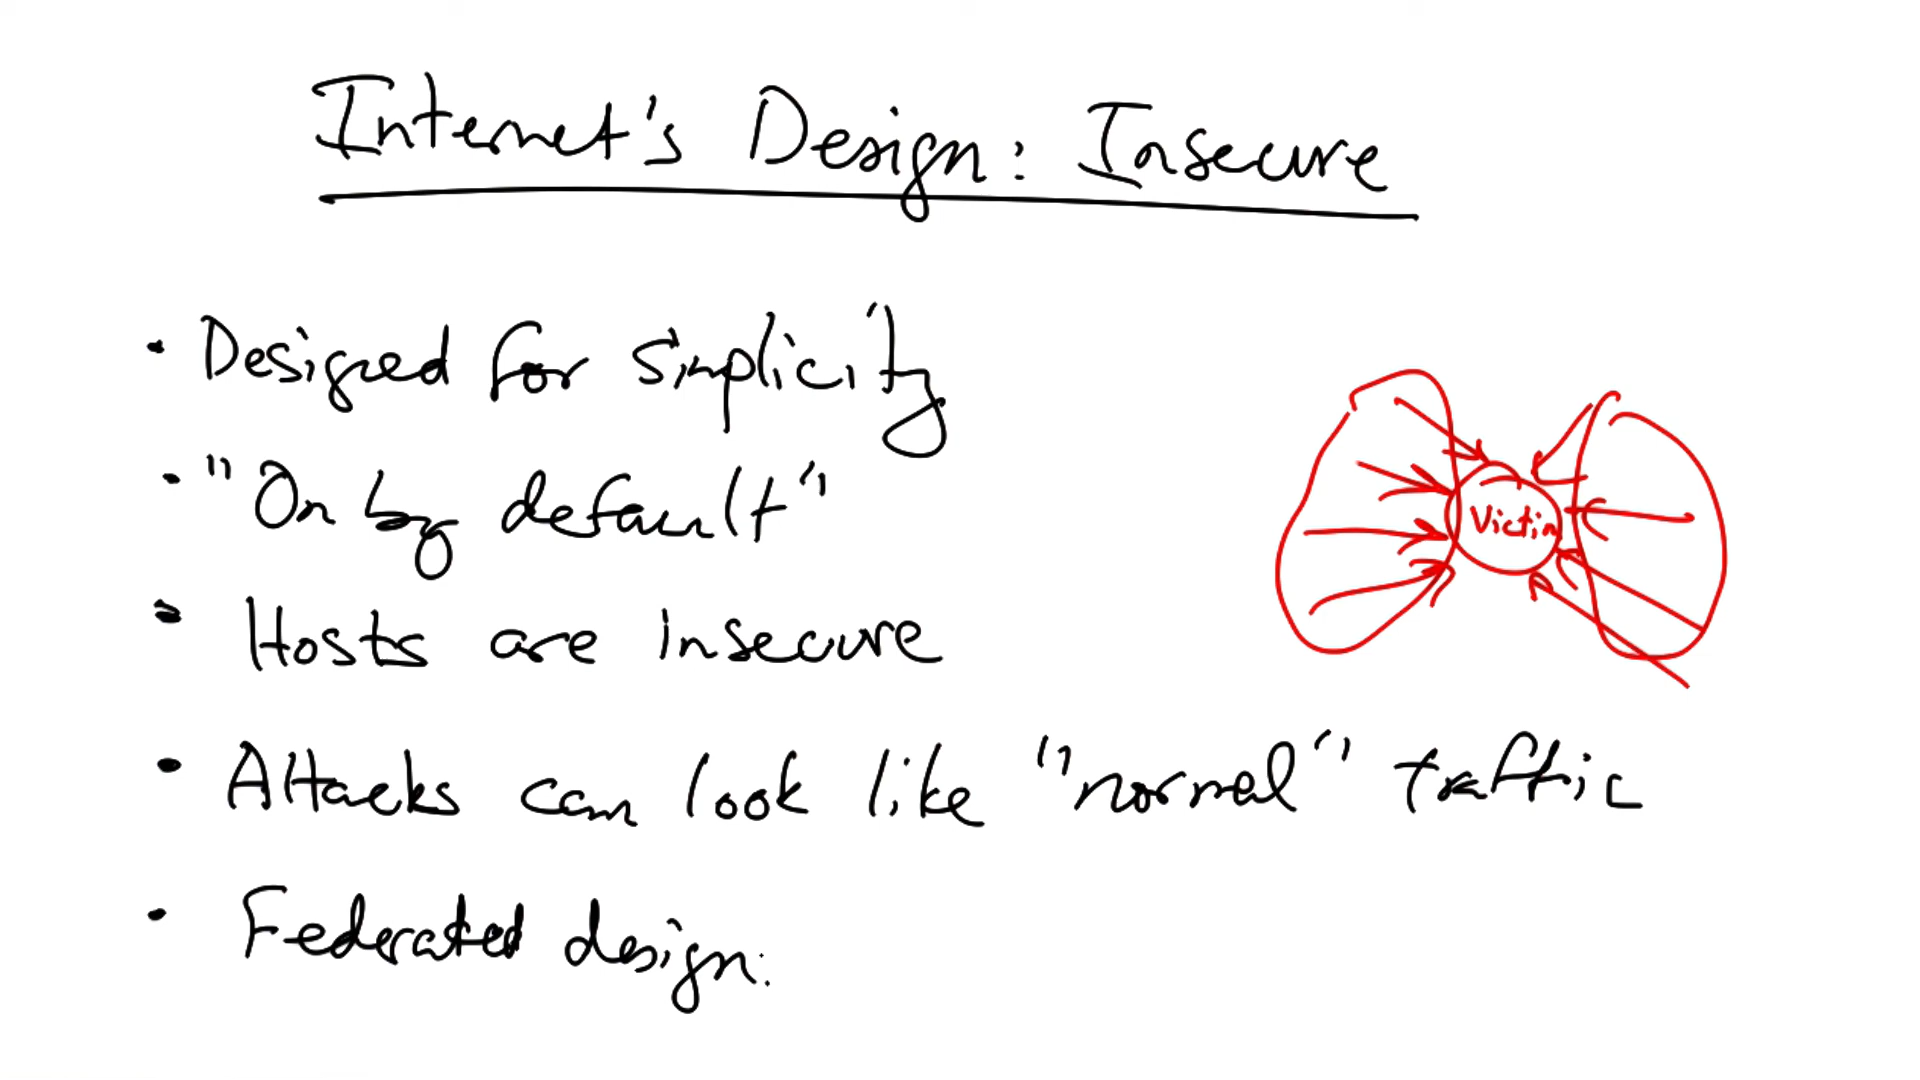 Internet's Design: Insecure
• Designed for simplicity
• "On by default"
• Hosts are insecure
Victim
• Attacks can look like "normal" traffic
• Federated design: